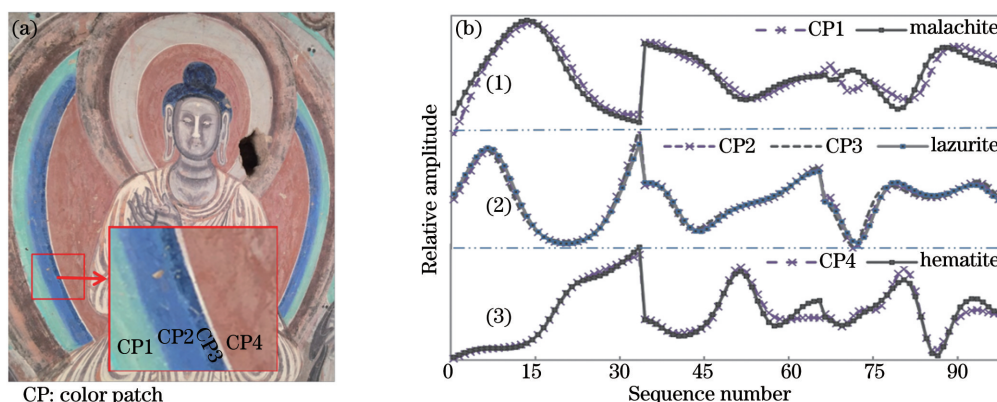 (a)
CP1 CP2 CP3 CP4
CP: color patch
(b)
CP1 malachite
(1)
CP2 CP3 lazurite
(2)
CP4 hematite
(3)
Relative amplitude
0 15 30 45 60 75 90
Sequence number